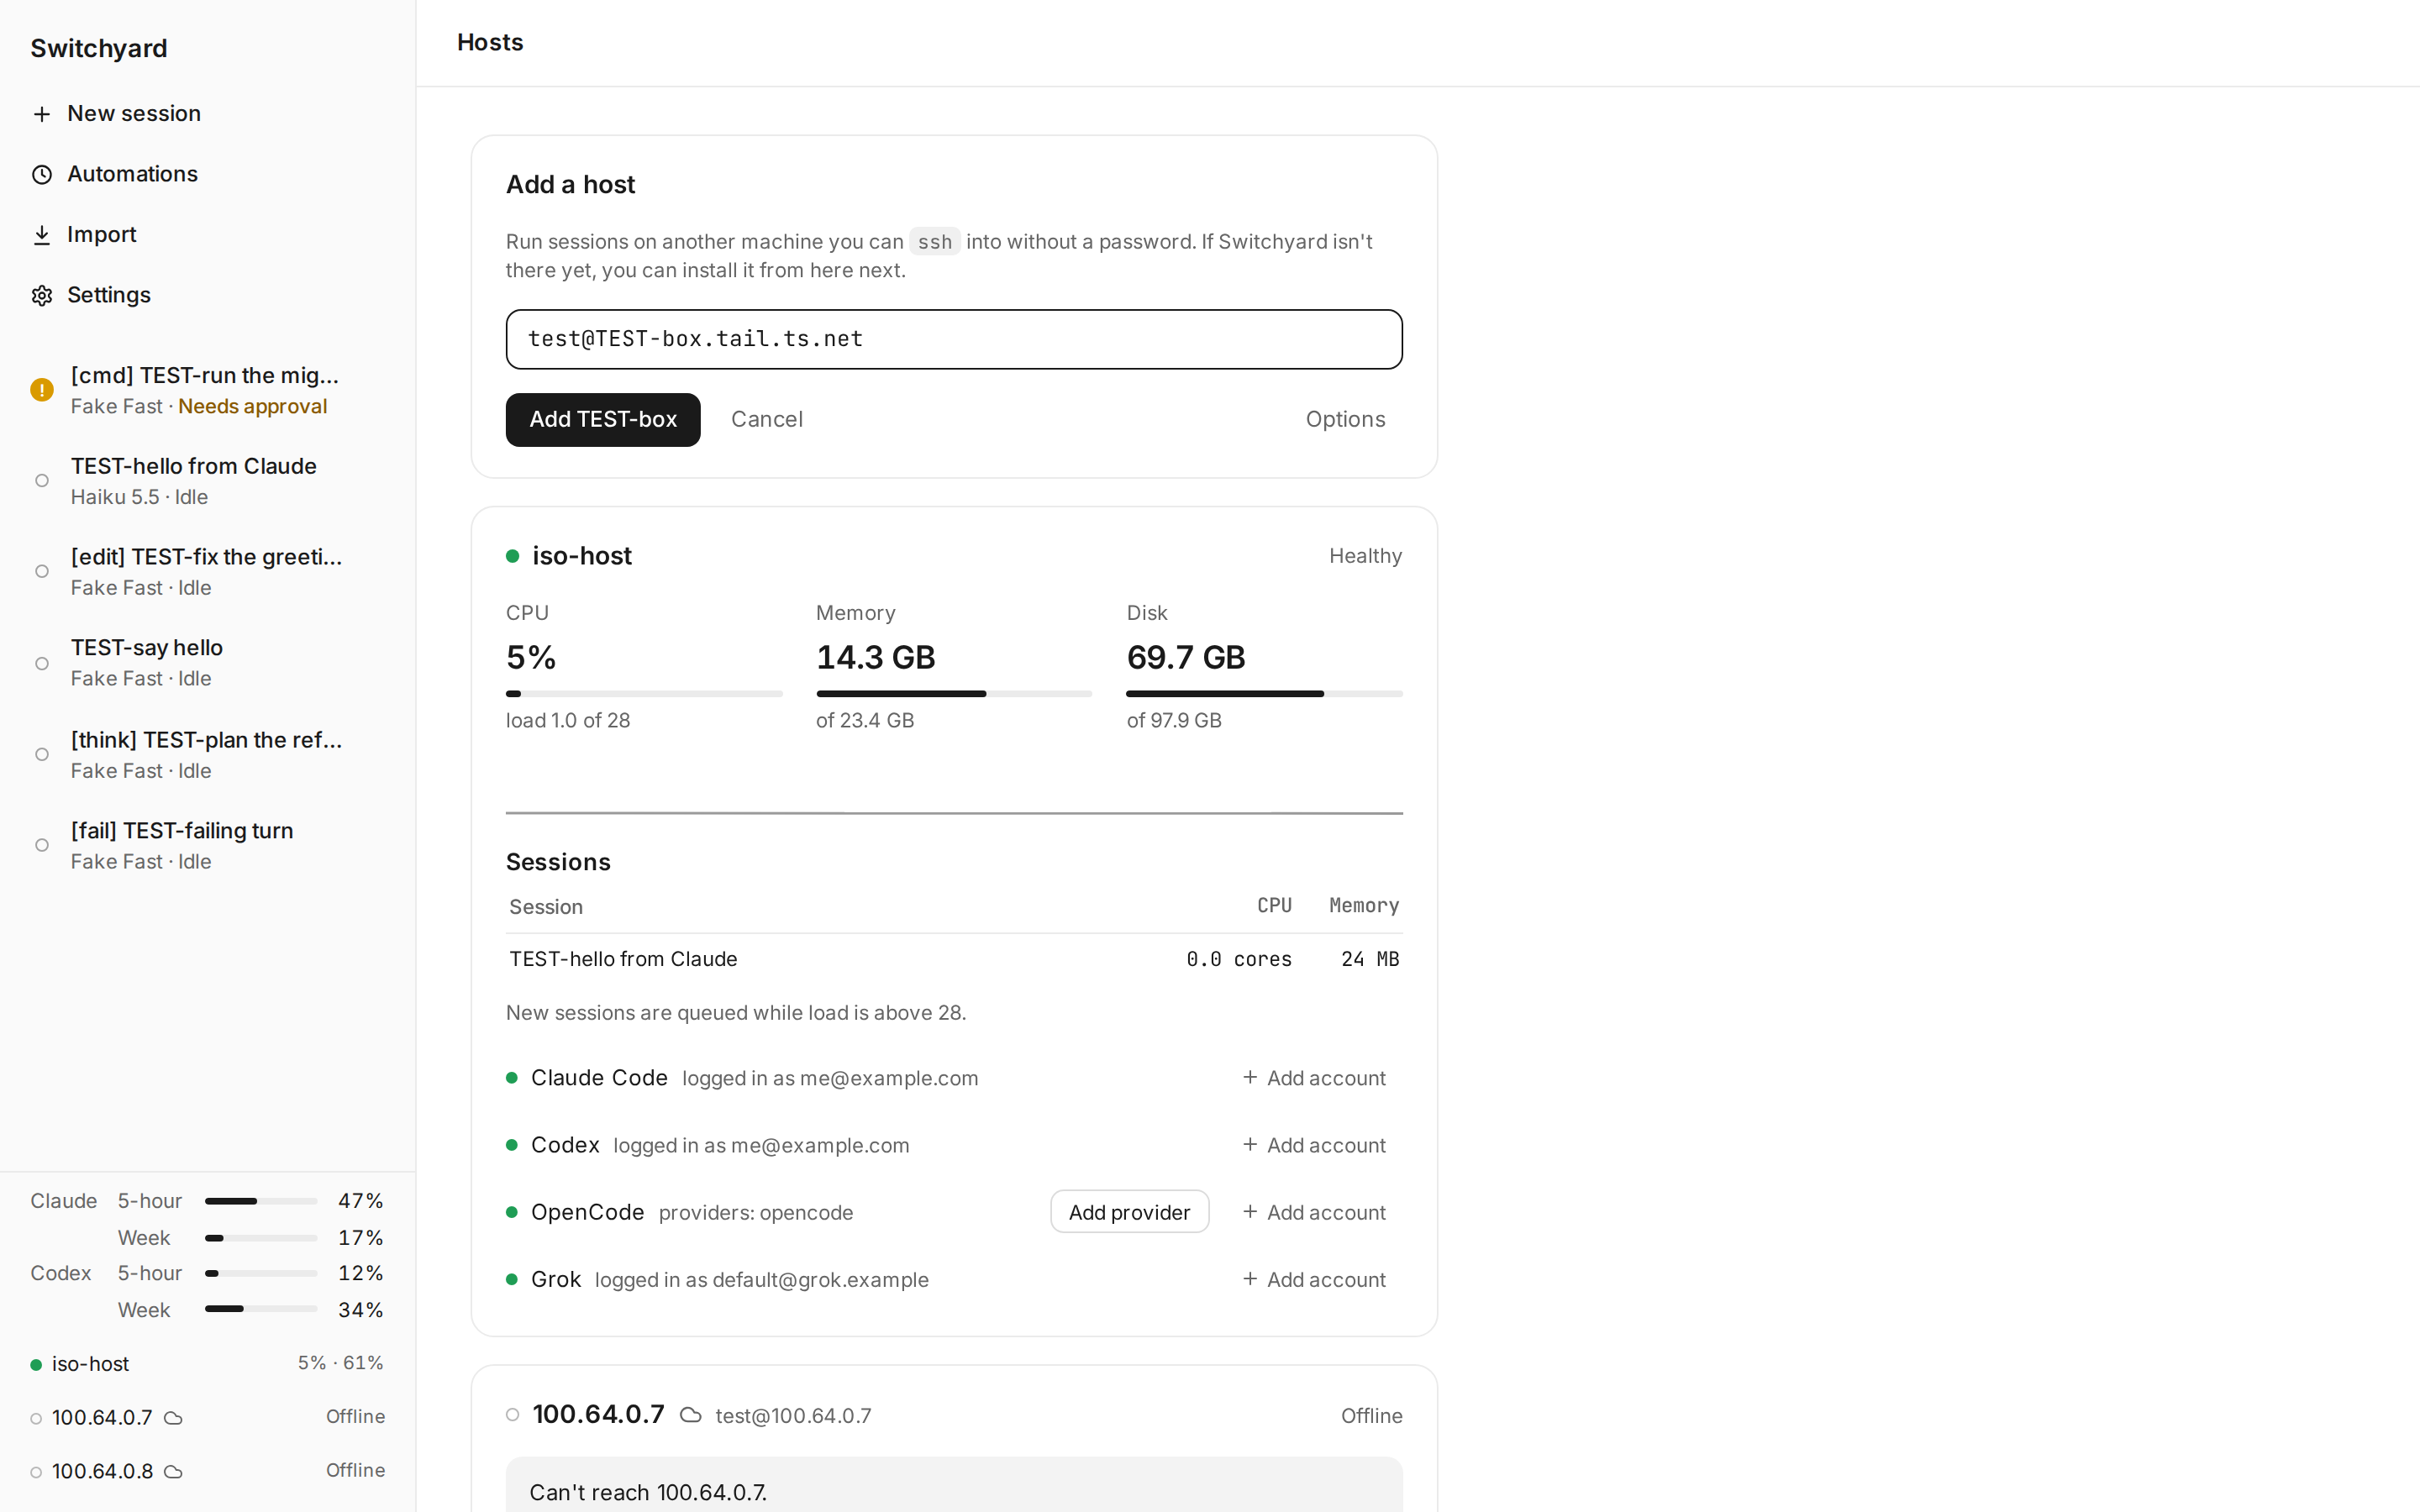 Switchyard
New session
Automations
Import
Settings
[cmd] TEST-run the mig...
Fake Fast · Needs approval
TEST-hello from Claude
Haiku 5.5 · Idle
[edit] TEST-fix the greeti...
Fake Fast · Idle
TEST-say hello
Fake Fast · Idle
[think] TEST-plan the ref...
Fake Fast · Idle
[fail] TEST-failing turn
Fake Fast · Idle
Claude 5-hour 47%
Week 17%
Codex 5-hour 12%
Week 34%
iso-host 5% · 61%
100.64.0.7 Offline
100.64.0.8 Offline
Hosts
Add a host
Run sessions on another machine you can ssh into without a password. If Switchyard isn't
there yet, you can install it from here next.
test@TEST-box.tail.ts.net
Add TEST-box Cancel Options
iso-host Healthy
CPU Memory Disk
5% 14.3 GB 69.7 GB
load 1.0 of 28 of 23.4 GB of 97.9 GB
Sessions
Session CPU Memory
TEST-hello from Claude 0.0 cores 24 MB
New sessions are queued while load is above 28.
Claude Code logged in as me@example.com + Add account
Codex logged in as me@example.com + Add account
OpenCode providers: opencode Add provider + Add account
Grok logged in as default@grok.example + Add account
100.64.0.7 test@100.64.0.7 Offline
Can't reach 100.64.0.7.